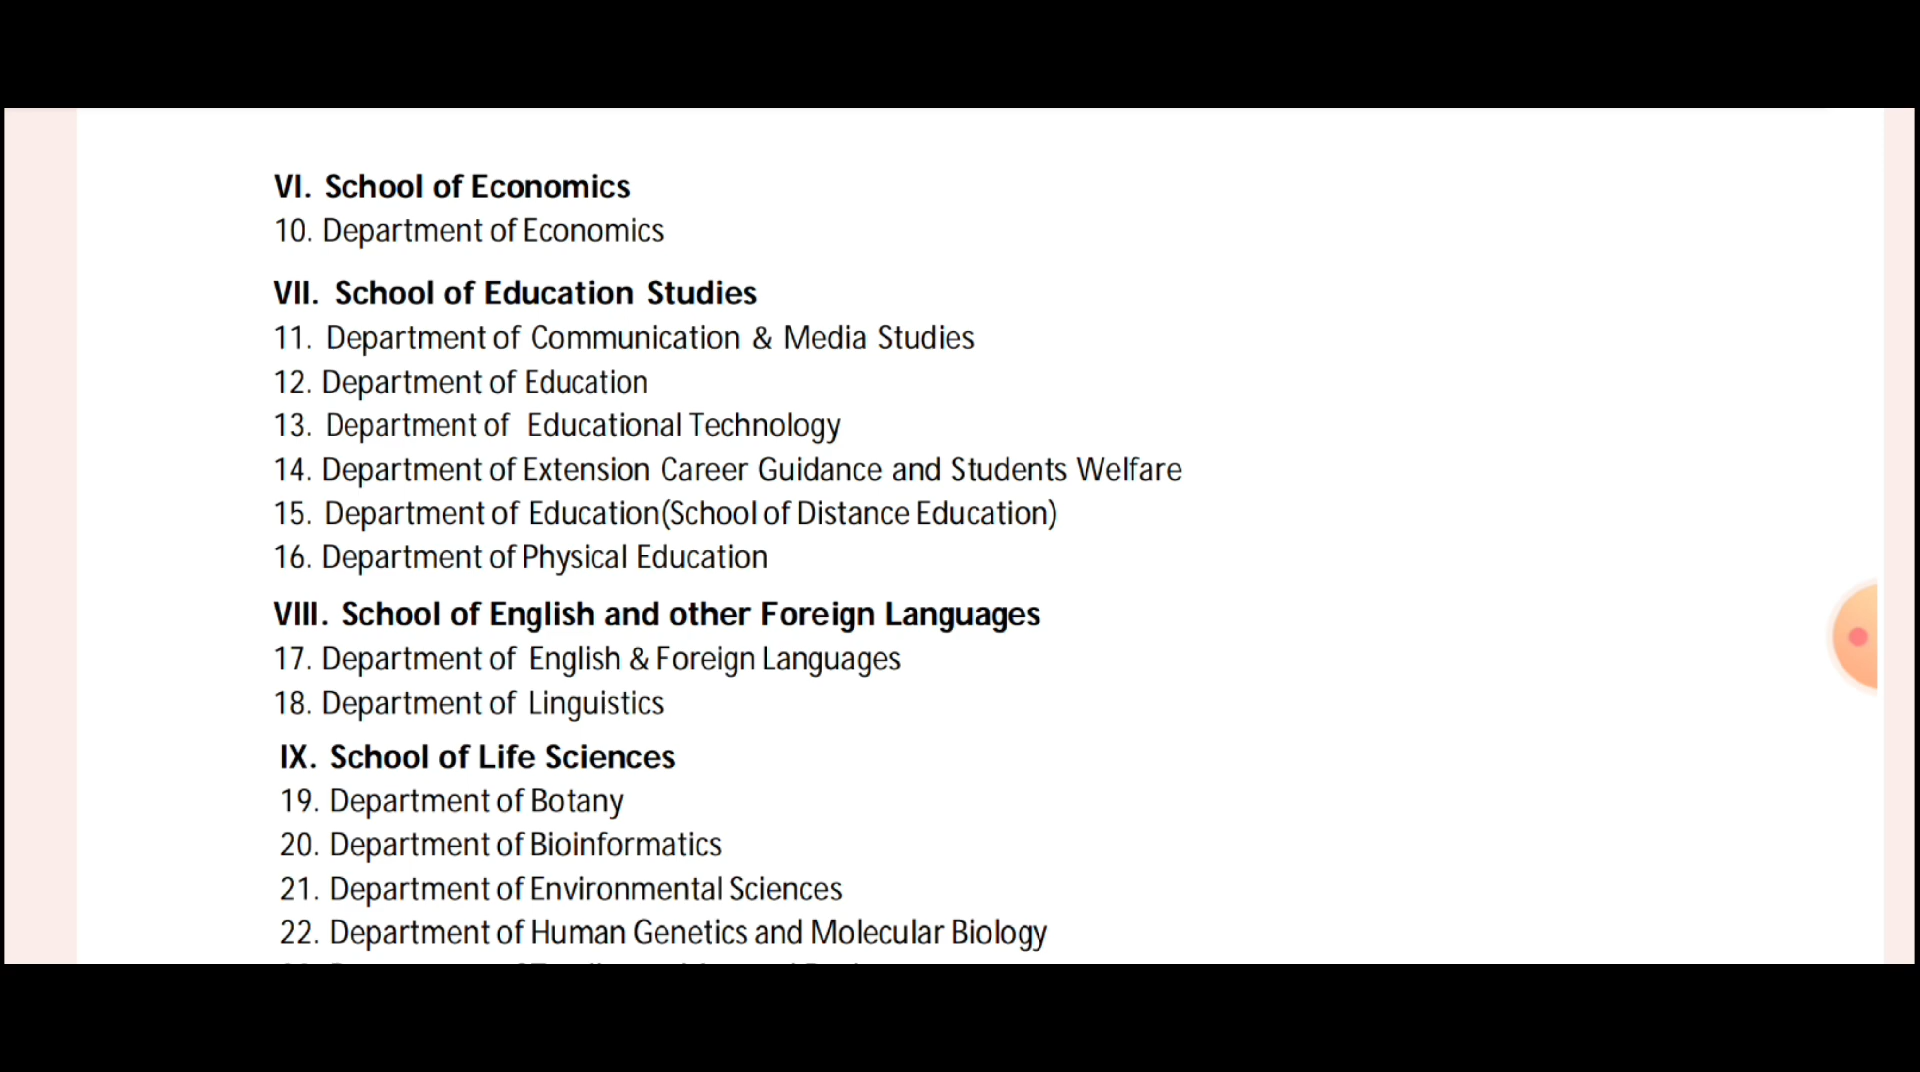 VI. School of Economics
10. Department of Economics
VII. School of Education Studies
11. Department of Communication & Media Studies
12. Department of Education
13. Department of Educational Technology
14. Department of Extension Career Guidance and Students Welfare
15. Department of Education(School of Distance Education)
16. Department of Physical Education
VIII. School of English and other Foreign Languages
17. Department of English & Foreign Languages
18. Department of Linguistics
IX. School of Life Sciences
19. Department of Botany
20. Department of Bioinformatics
21. Department of Environmental Sciences
22. Department of Human Genetics and Molecular Biology